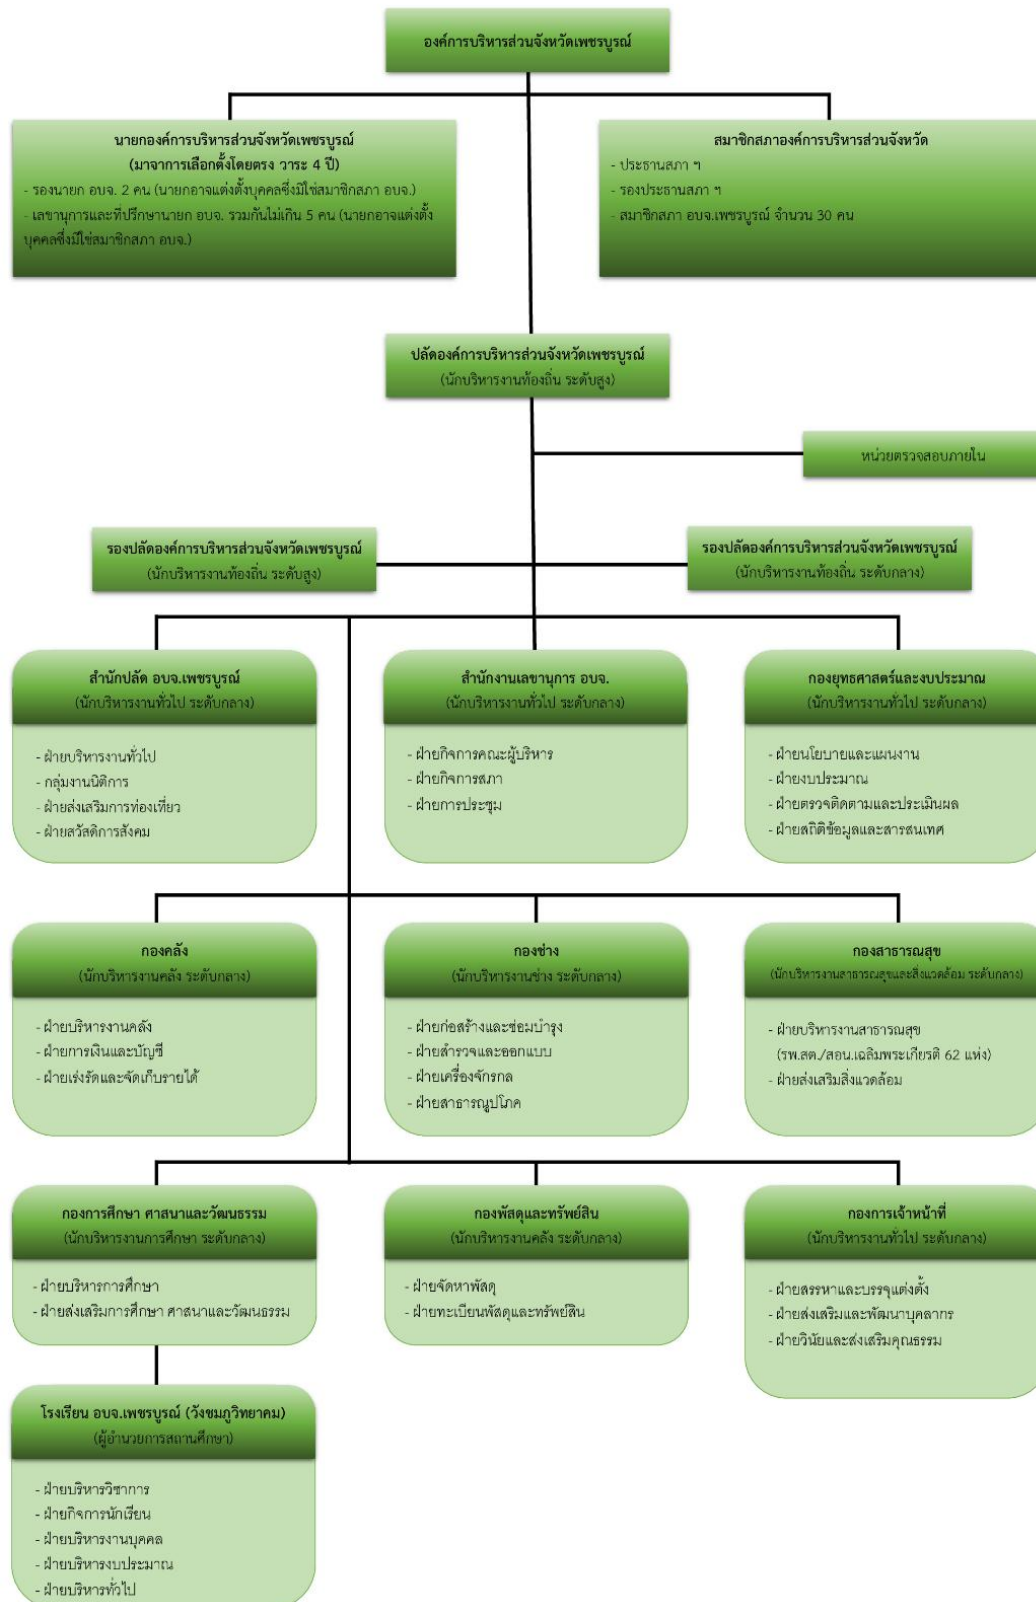 องค์การบริหารส่วนจังหวัดเพชรบูรณ์
นายกองค์การบริหารส่วนจังหวัดเพชรบูรณ์
(มาจาการเลือกตั้งโดยตรง วาระ 4 ปี)
- รองนายก อบจ. 2 คน (นายกอาจแต่งตั้งบุคคลซึ่งมิใช่สมาชิกสภา อบจ.)
- เลขานุการและที่ปรึกษานายก อบจ. รวมกันไม่เกิน 5 คน (นายกอาจแต่งตั้ง
บุคคลซึ่งมิใช่สมาชิกสภา อบจ.)
สมาชิกสภาองค์การบริหารส่วนจังหวัด
- ประธานสภา ฯ
- รองประธานสภา ฯ
- สมาชิกสภา อบจ.เพชรบูรณ์ จำนวน 30 คน
ปลัดองค์การบริหารส่วนจังหวัดเพชรบูรณ์
(นักบริหารงานท้องถิ่น ระดับสูง)
หน่วยตรวจสอบภายใน
รองปลัดองค์การบริหารส่วนจังหวัดเพชรบูรณ์
(นักบริหารงานท้องถิ่น ระดับสูง)
รองปลัดองค์การบริหารส่วนจังหวัดเพชรบูรณ์
(นักบริหารงานท้องถิ่น ระดับกลาง)
สำนักปลัด อบจ.เพชรบูรณ์
(นักบริหารงานทั่วไป ระดับกลาง)
- ฝ่ายบริหารงานทั่วไป
- กลุ่มงานนิติการ
- ฝ่ายส่งเสริมการท่องเที่ยว
- ฝ่ายสวัสดิการสังคม
สำนักงานเลขานุการ อบจ.
(นักบริหารงานทั่วไป ระดับกลาง)
- ฝ่ายกิจการคณะผู้บริหาร
- ฝ่ายกิจการสภา
- ฝ่ายการประชุม
กองยุทธศาสตร์และงบประมาณ
(นักบริหารงานทั่วไป ระดับกลาง)
- ฝ่ายนโยบายและแผนงาน
- ฝ่ายงบประมาณ
- ฝ่ายตรวจติดตามและประเมินผล
- ฝ่ายสถิติข้อมูลและสารสนเทศ
กองคลัง
(นักบริหารงานคลัง ระดับกลาง)
- ฝ่ายบริหารงานคลัง
- ฝ่ายการเงินและบัญชี
- ฝ่ายเร่งรัดและจัดเก็บรายได้
กองช่าง
(นักบริหารงานช่าง ระดับกลาง)
- ฝ่ายก่อสร้างและซ่อมบำรุง
- ฝ่ายสำรวจและออกแบบ
- ฝ่ายเครื่องจักรกล
- ฝ่ายสาธารณูปโภค
กองสาธารณสุข
(นักบริหารงานสาธารณสุขและสิ่งแวดล้อม ระดับกลาง)
- ฝ่ายบริหารงานสาธารณสุข
(รพ.สต./สอน.เฉลิมพระเกียรติ 62 แห่ง)
- ฝ่ายส่งเสริมสิ่งแวดล้อม
กองการศึกษา ศาสนาและวัฒนธรรม
(นักบริหารงานการศึกษา ระดับกลาง)
- ฝ่ายบริหารการศึกษา
- ฝ่ายส่งเสริมการศึกษา ศาสนาและวัฒนธรรม
กองพัสดุและทรัพย์สิน
(นักบริหารงานคลัง ระดับกลาง)
- ฝ่ายจัดหาพัสดุ
- ฝ่ายทะเบียนพัสดุและทรัพย์สิน
กองการเจ้าหน้าที่
(นักบริหารงานทั่วไป ระดับกลาง)
- ฝ่ายสรรหาและบรรจุแต่งตั้ง
- ฝ่ายส่งเสริมและพัฒนาบุคลากร
- ฝ่ายวินัยและส่งเสริมคุณธรรม
โรงเรียน อบจ.เพชรบูรณ์ (วังชมภูวิทยาคม)
(ผู้อำนวยการสถานศึกษา)
- ฝ่ายบริหารวิชาการ
- ฝ่ายกิจการนักเรียน
- ฝ่ายบริหารงานบุคคล
- ฝ่ายบริหารงบประมาณ
- ฝ่ายบริหารทั่วไป